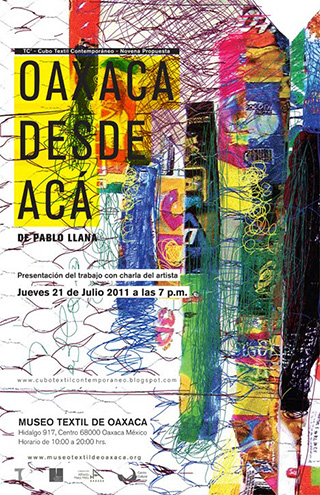 TC³ - Cubo Textil Contemporáneo - Novena Propuesta
OAXACA
DESDE
ACÁ
DE PABLO LLANA
Presentación del trabajo con charla del artista
Jueves 21 de Julio 2011 a las 7 p.m.
www.cubotextilcontemporaneo.blogspot.com
MUSEO TEXTIL DE OAXACA
Hidalgo 917, Centro 68000 Oaxaca México
Horario de 10:00 a 20:00 hrs.
www.museotextildeoaxaca.org